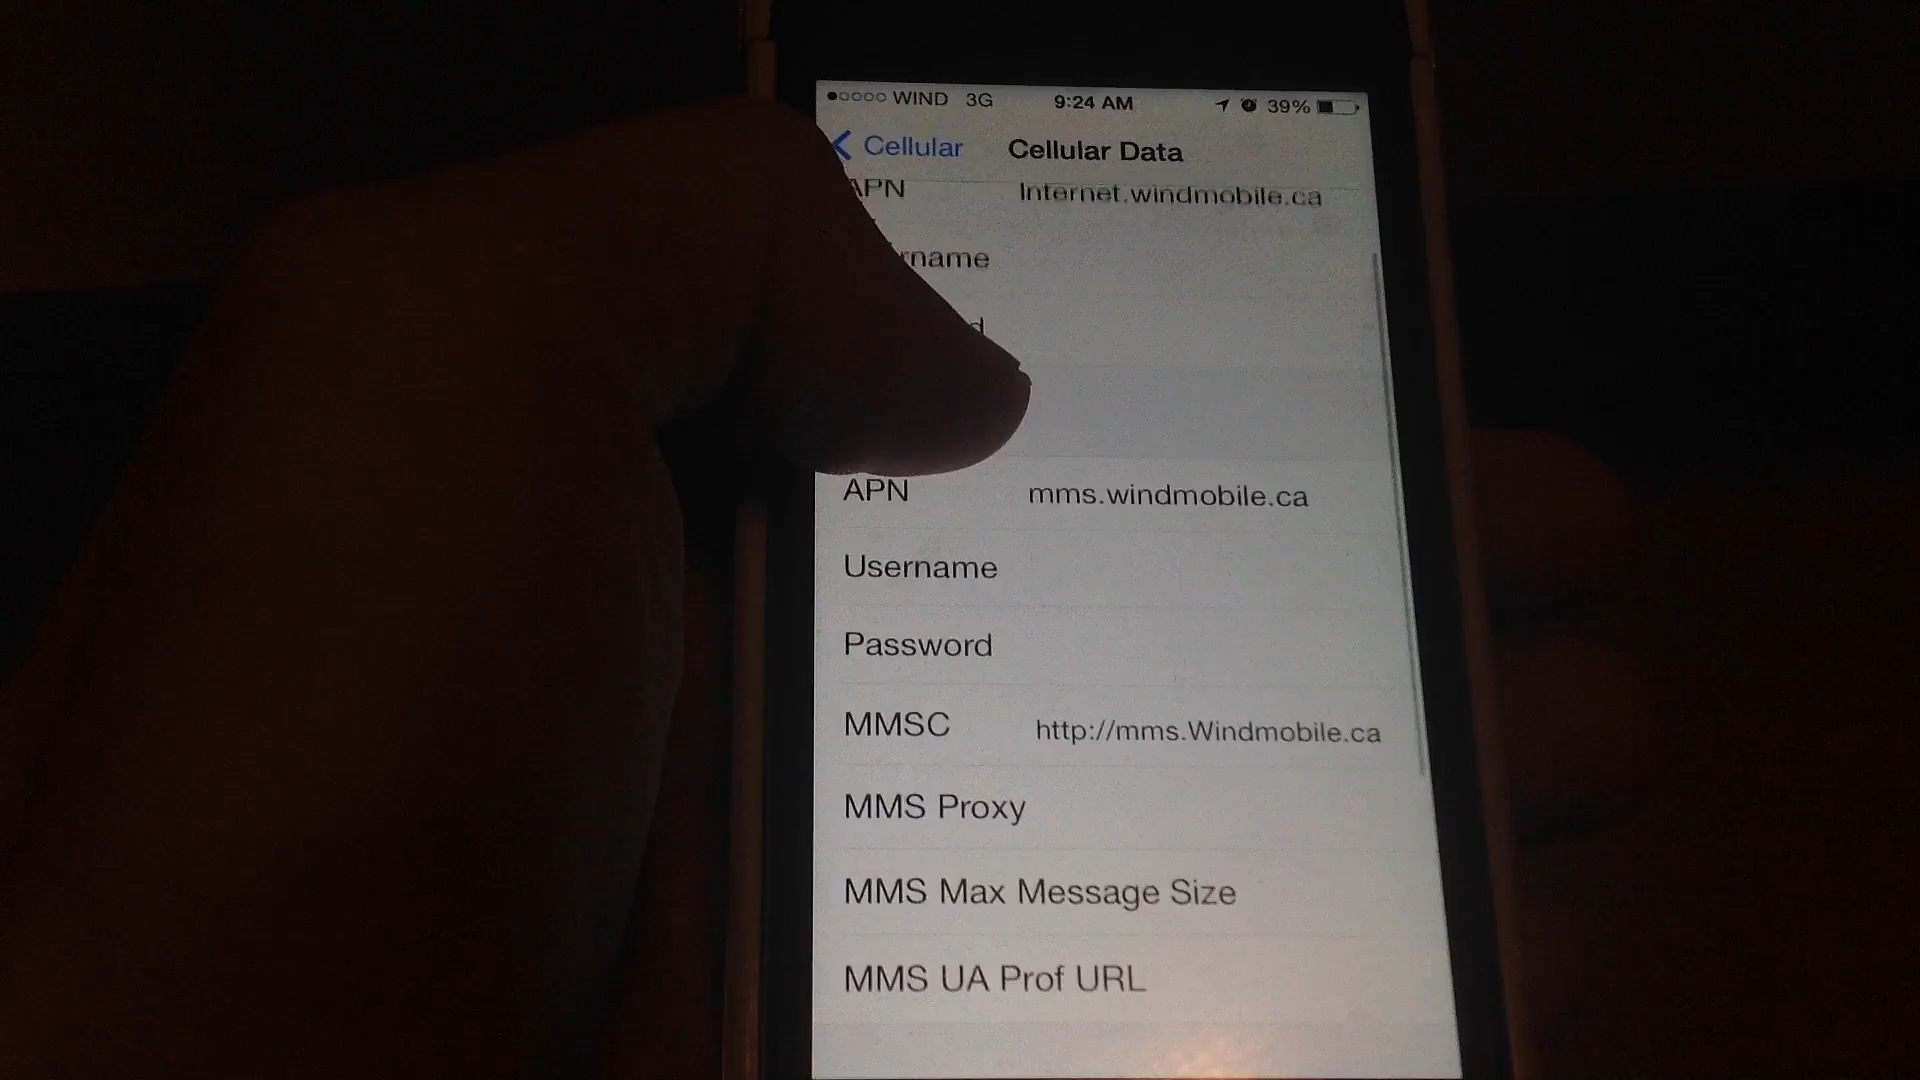 WIND 3G 9:24 AM 39%
Cellular Cellular Data
APN Internet.windmobile.ca
APN mms.windmobile.ca
Username
Password
MMSC http://mms.Windmobile.ca
MMS Proxy
MMS Max Message Size
MMS UA Prof URL